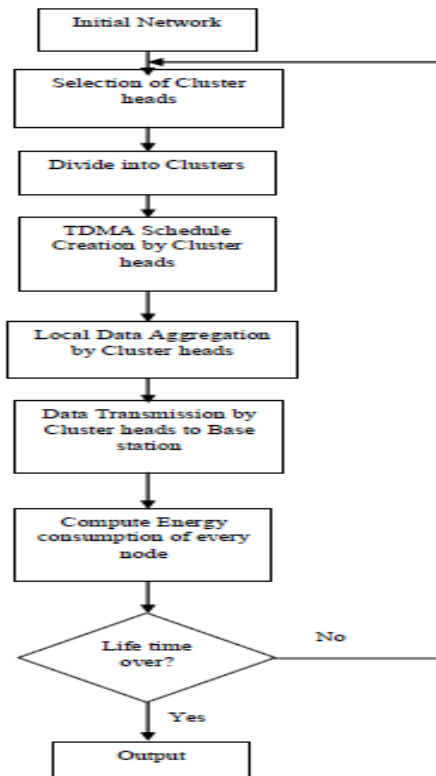 Initial Network
Selection of Cluster
heads
Divide into Clusters
TDMA Schedule
Creation by Cluster
heads
Local Data Aggregation
by Cluster heads
Data Transmission by
Cluster heads to Base
station
Compute Energy
consumption of every
node
Life time
over?
No
Yes
Output